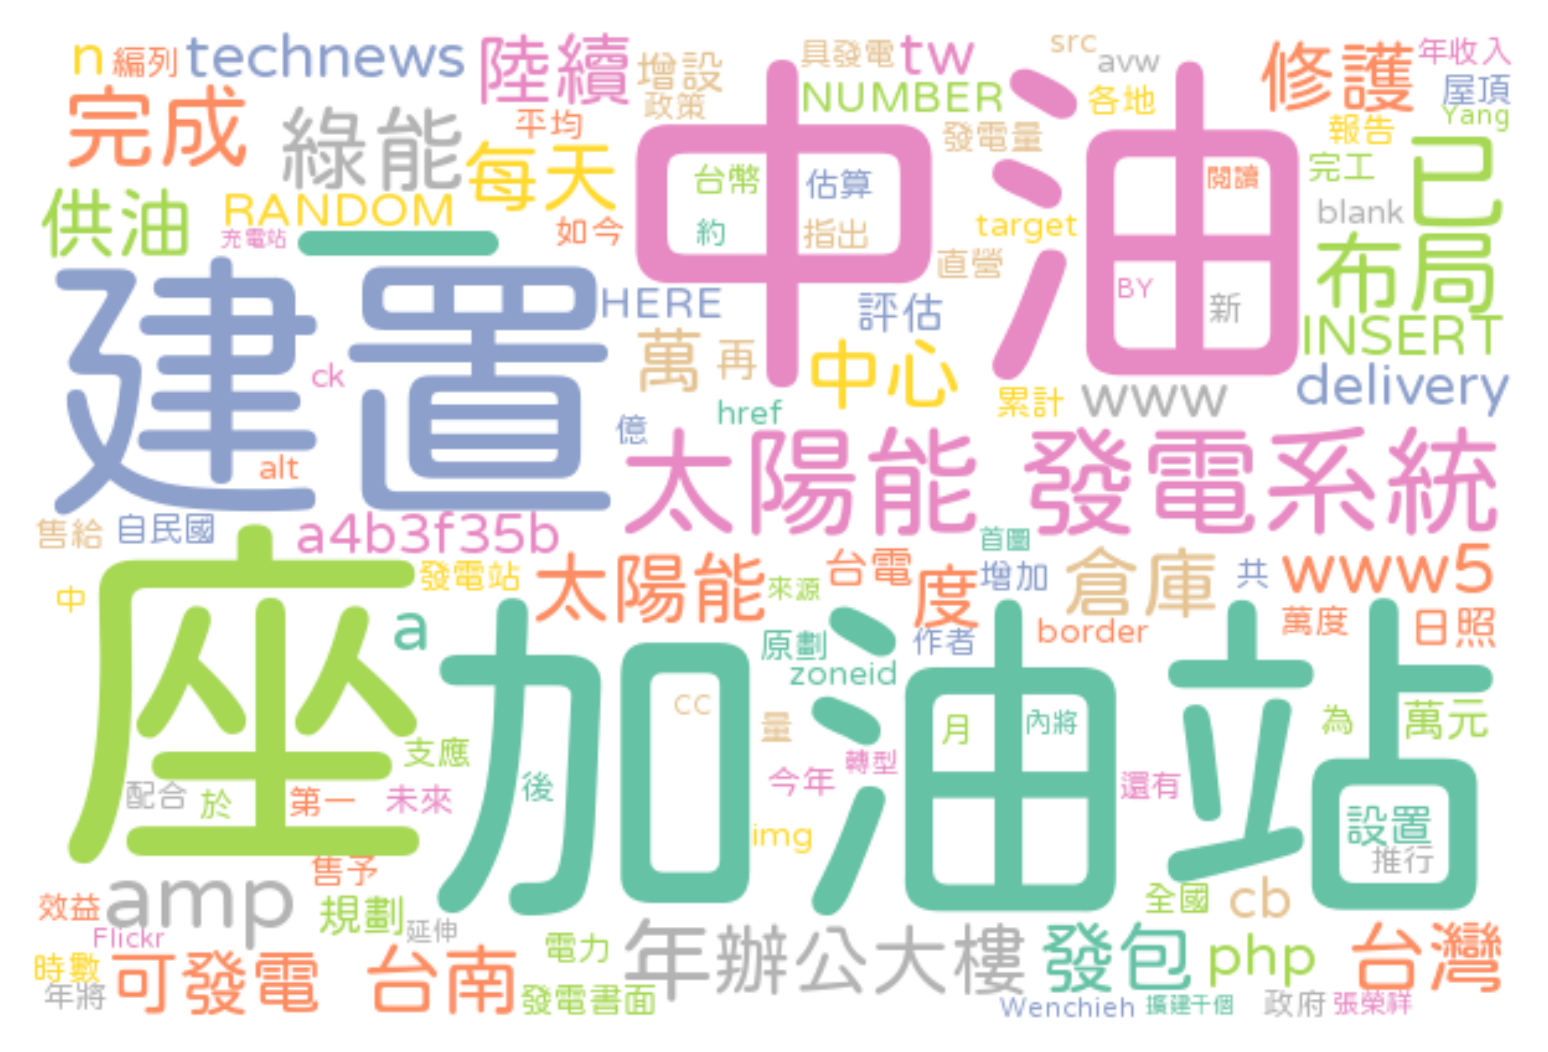 n 編列 technews 陸續 增設 具發電 tw src avw 修護 年收入
完成 綠能 政策 NUMBER 各地 屋頂 Yang
平均 每天 中油 發電量 報告 已
供油 RANDOM 充電站 一 如今 台幣 估算 閱讀 完工 blank
約 指出 target 直營 布局
建置 HERE 評估 BY 新 INSERT
ck 萬 再 中心 累計 www delivery
alt 億 href 太陽能 發電系統
售給 自民國 a4b3f35b 首圖
中 發電站 太陽能 來源 台電 度 增加 倉庫 共 www5
座 a 加油站 原劃 作者 border 萬度 日照
zoneid
支應 cc 量 月 內將 為 萬元
配合 於 第一 未來 後 今年 轉型 還有 設置
img 推行
售予 全國 cb
效益 amp 規劃 延伸
Flickr 電力 年辦公大樓 發包 php 台灣
時數 可發電 台南
年將 發電書面 Wenchieh 擴建千個 政府 張榮祥